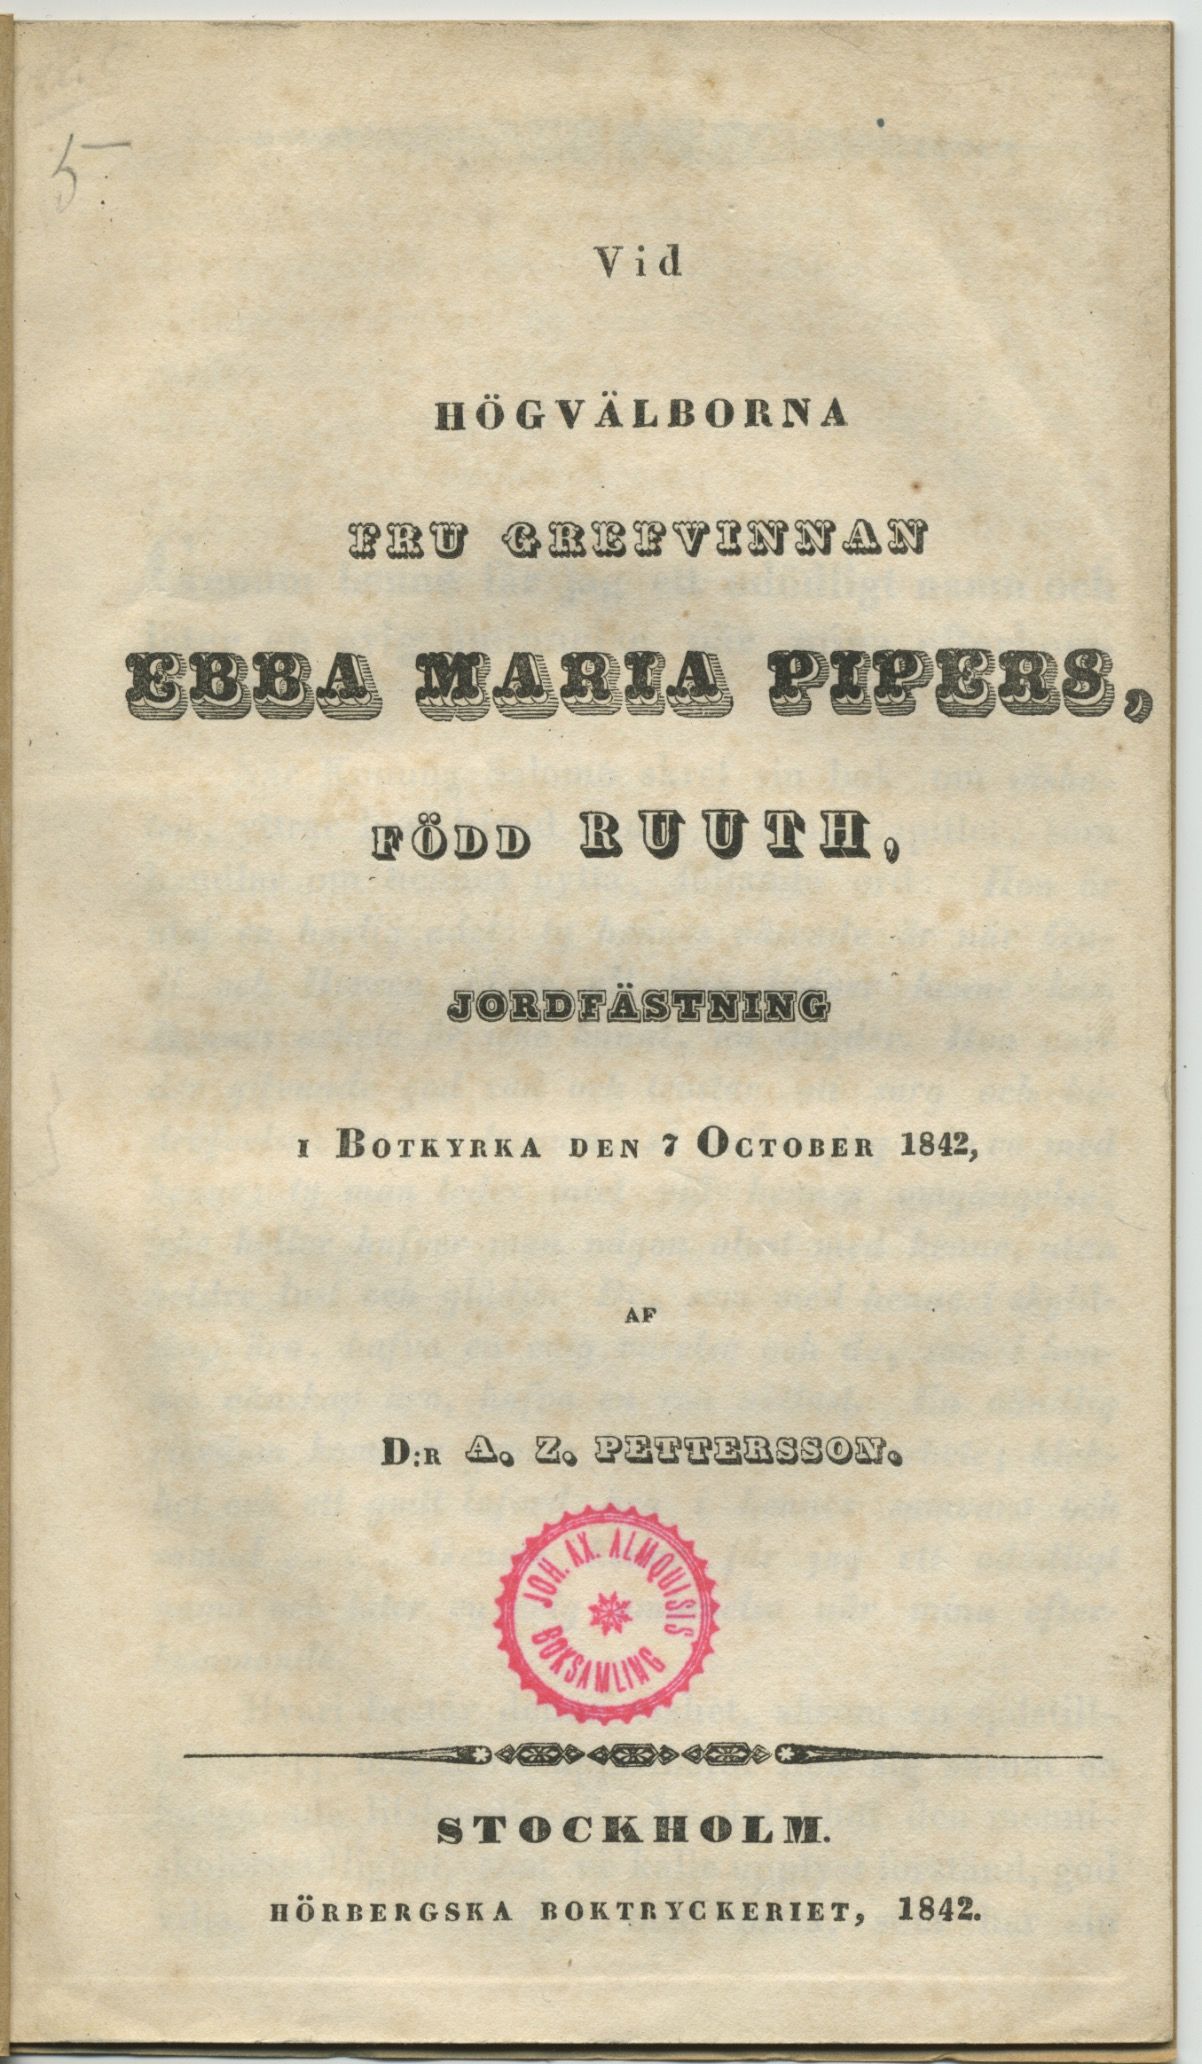 5.
Vid
HÖGVÄLBORNA
FRU GREFVINNAN
EBBA MARIA PIPERS,
FÖDD RUUTH,
JORDFÄSTNING
I BOTKYRKA DEN 7 OCTOBER 1842,
AF
D:R A. Z. PETTERSSON.
JOH. AX. ALMQUISTS
BOKSAMLING
STOCKHOLM.
HÖRBERGSKA BOKTRYCKERIET, 1842.